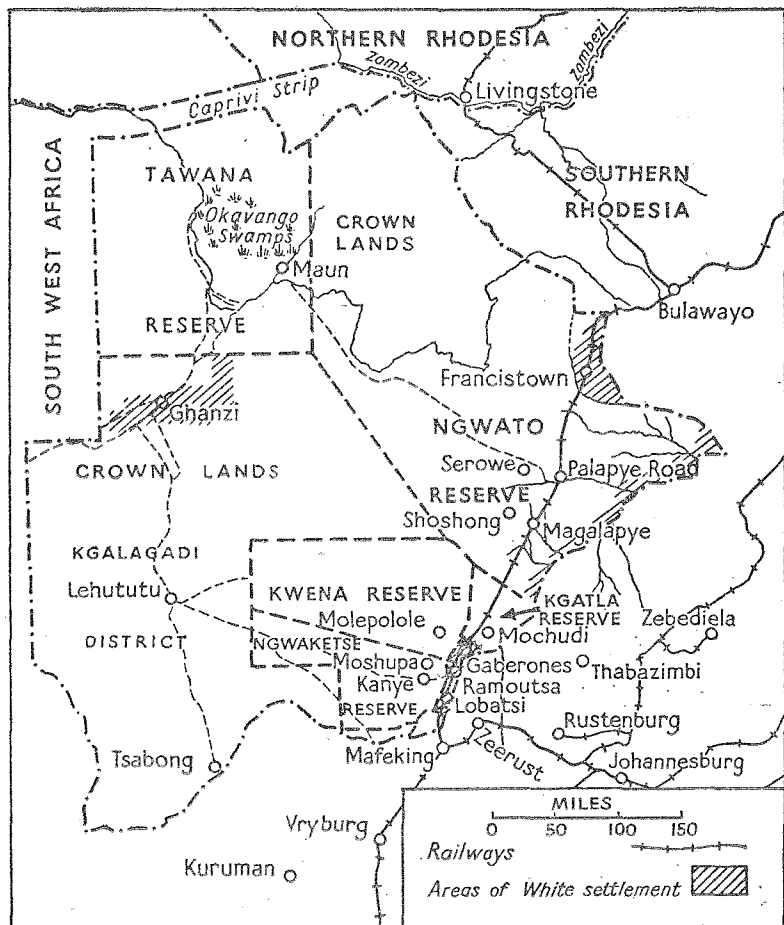 NORTHERN RHODESIA
Zambezi
Zambezi
Livingstone
Caprivi Strip
SOUTH WEST AFRICA
TAWANA
Okavango
Swamps
CROWN
LANDS
SOUTHERN
RHODESIA
Maun
RESERVE
Bulawayo
Francistown
Ghanzi
NGWATO
Serowe
Palapye Road
CROWN LANDS
RESERVE
Shoshong
Magalapye
KGALAGADI
Lehututu
KWENA RESERVE
KGATLA
RESERVE
Zebediela
Molepolole
Mochudi
DISTRICT
NGWAKETSE
Moshupa
Gaberones
Thabazimbi
Kanye
Ramoutsa
RESERVE
Lobatsi
Rustenburg
Tsabong
Mafeking
Zeerust
Johannesburg
Vryburg
Kuruman
MILES
0 50 100 150
Railways
Areas of White settlement